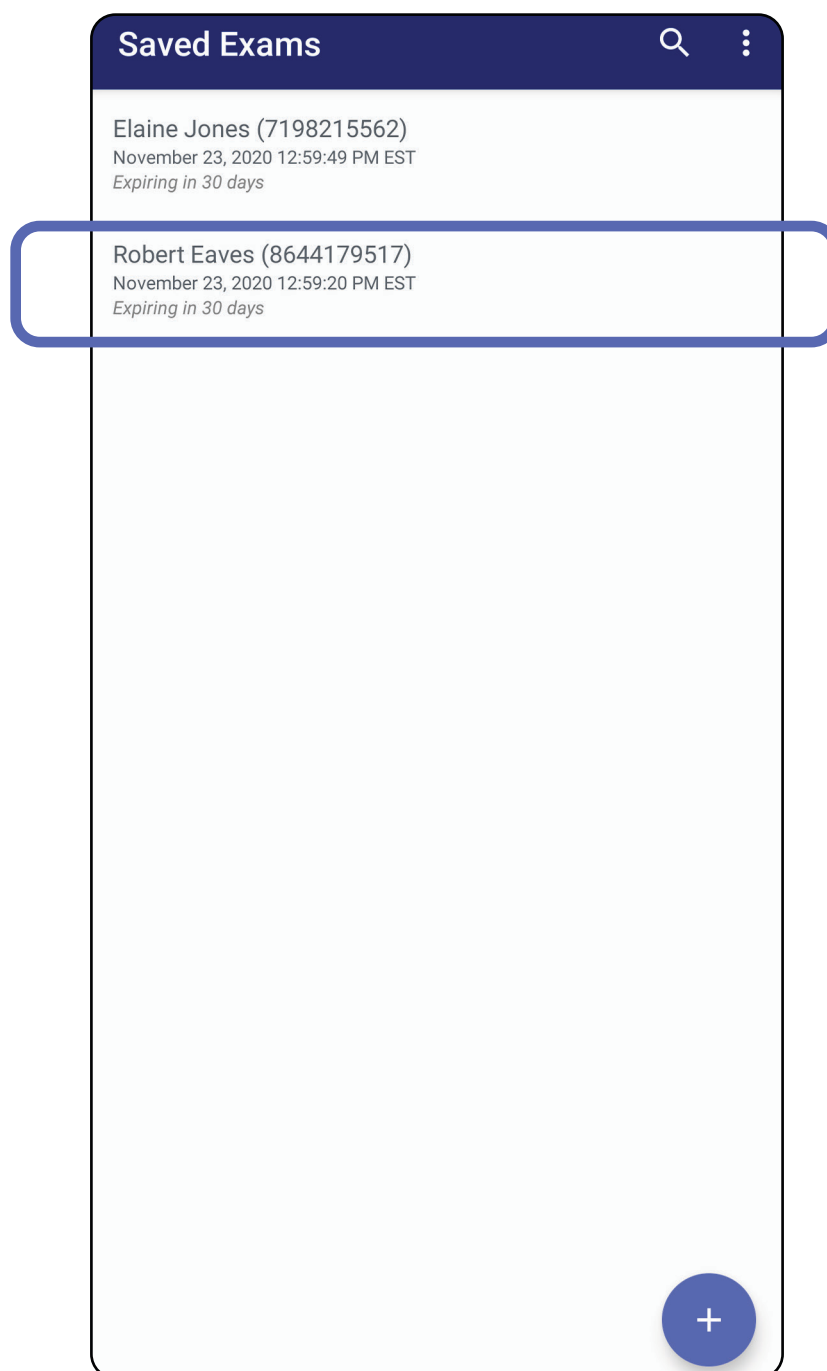 Saved Exams
Elaine Jones (7198215562)
November 23, 2020 12:59:49 PM EST
Expiring in 30 days
Robert Eaves (8644179517)
November 23, 2020 12:59:20 PM EST
Expiring in 30 days
+